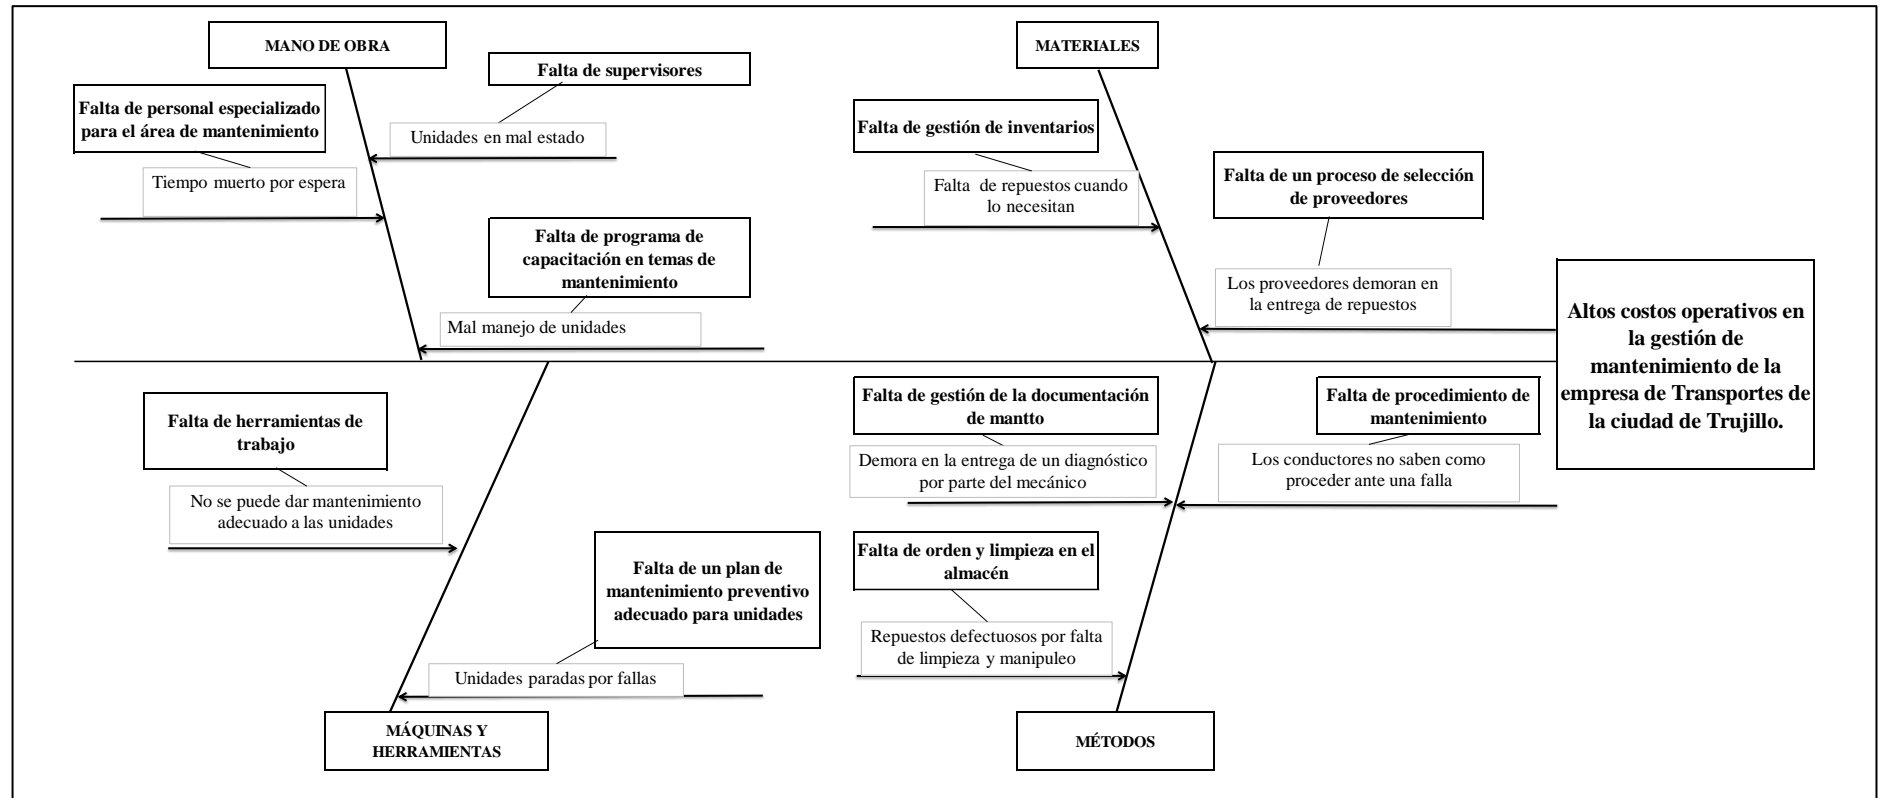 MANO DE OBRA
Falta de supervisores
Falta de personal especializado
para el área de mantenimiento
Unidades en mal estado
Tiempo muerto por espera
Falta de programa de
capacitación en temas de
mantenimiento
Mal manejo de unidades
MATERIALES
Falta de gestión de inventarios
Falta de repuestos cuando
lo necesitan
Falta de un proceso de selección
de proveedores
Los proveedores demoran en
la entrega de repuestos
Altos costos operativos en
la gestión de
mantenimiento de la
empresa de Transportes de
la ciudad de Trujillo.
Falta de herramientas de
trabajo
No se puede dar mantenimiento
adecuado a las unidades
Falta de un plan de
mantenimiento preventivo
adecuado para unidades
Unidades paradas por fallas
MÁQUINAS Y
HERRAMIENTAS
Falta de gestión de la documentación
de mantto
Demora en la entrega de un diagnóstico
por parte del mecánico
Falta de procedimiento de
mantenimiento
Los conductores no saben como
proceder ante una falla
Falta de orden y limpieza en el
almacén
Repuestos defectuosos por falta
de limpieza y manipuleo
MÉTODOS